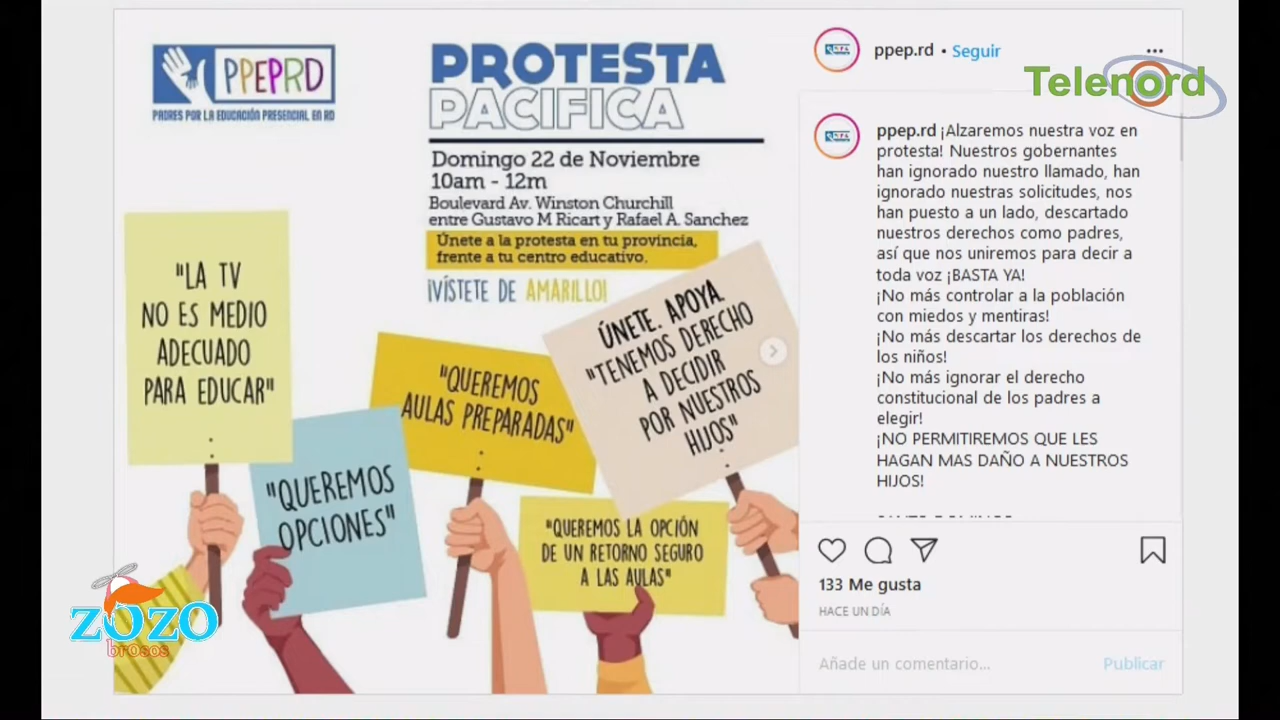 PPEPRD
PADRES POR LA EDUCACIÓN PRESENCIAL EN RD
PROTESTA
PACIFICA
Domingo 22 de Noviembre
10am - 12m
Boulevard Av. Winston Churchill
entre Gustavo M Ricart y Rafael A. Sanchez
Únete a la protesta en tu provincia,
frente a tu centro educativo.
¡VÍSTETE DE AMARILLO!
"LA TV
NO ES MEDIO
ADECUADO
PARA EDUCAR"
"QUEREMOS
OPCIONES"
"QUEREMOS
AULAS PREPARADAS"
ÚNETE. APOYA.
"TENEMOS DERECHO
A DECIDIR
POR NUESTROS
HIJOS"
"QUEREMOS LA OPCIÓN
DE UN RETORNO SEGURO
A LAS AULAS"
ZOZO
brosos
ppep.rd • Seguir
Telenord
ppep.rd ¡Alzaremos nuestra voz en
protesta! Nuestros gobernantes
han ignorado nuestro llamado, han
ignorado nuestras solicitudes, nos
han puesto a un lado, descartado
nuestros derechos como padres,
así que nos uniremos para decir a
toda voz ¡BASTA YA!
¡No más controlar a la población
con miedos y mentiras!
¡No más descartar los derechos de
los niños!
¡No más ignorar el derecho
constitucional de los padres a
elegir!
¡NO PERMITIREMOS QUE LES
HAGAN MAS DAÑO A NUESTROS
HIJOS!
133 Me gusta
HACE UN DÍA
Añade un comentario...
Publicar